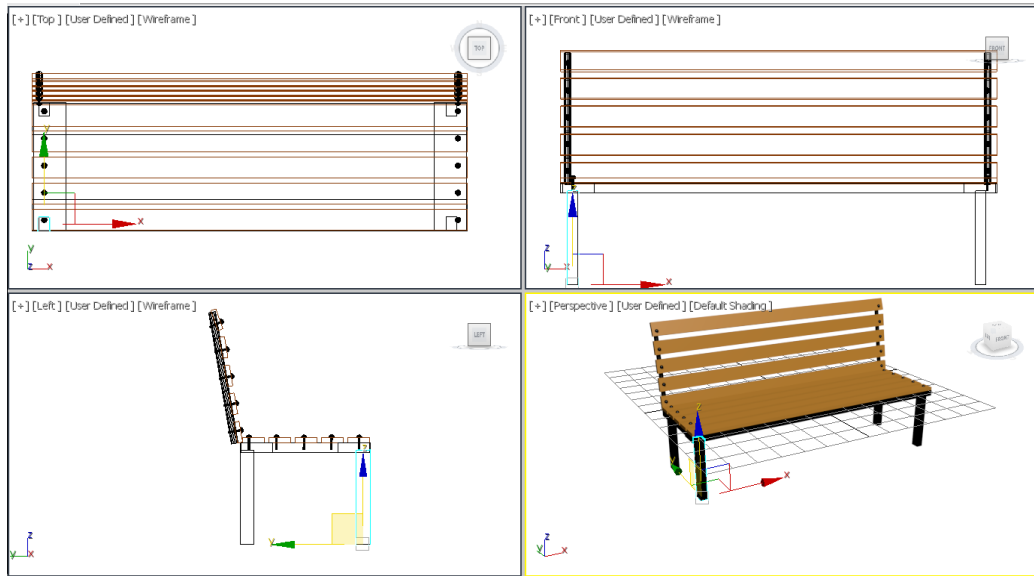 [+] [Top] [User Defined] [Wireframe]
TOP
y
x
y
z x
[+] [Front] [User Defined] [Wireframe]
FRONT
z
x
z
y x
[+] [Left] [User Defined] [Wireframe]
LEFT
z
y
z
y x
[+] [Perspective] [User Defined] [Default Shading]
FRONT
z
y
x
z
y x